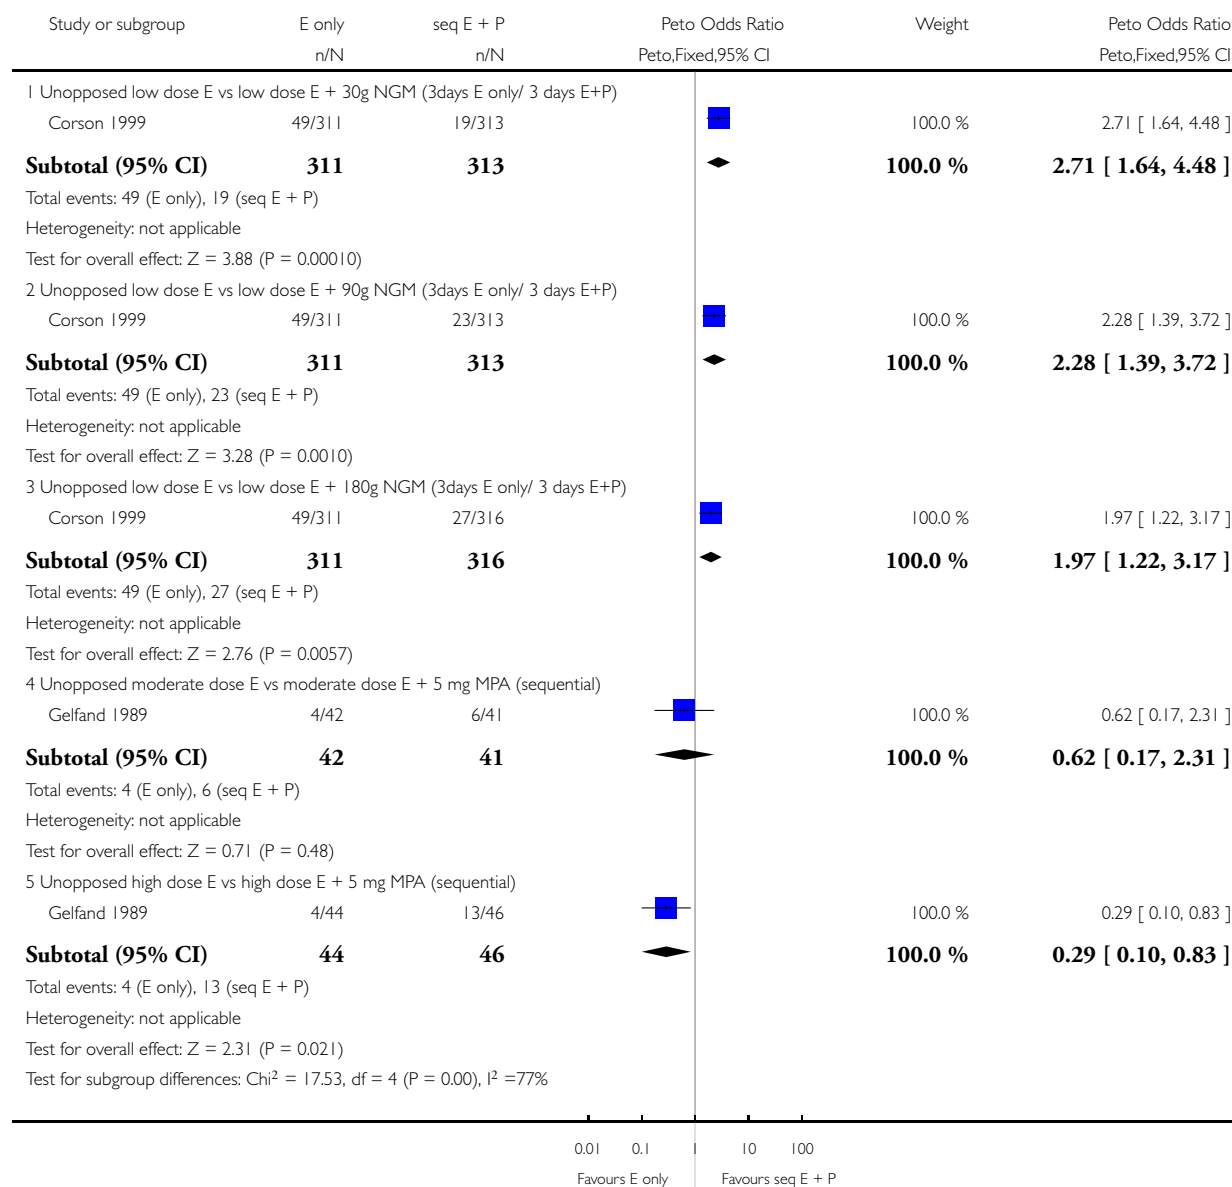 Study or subgroup E only seq E + P Peto Odds Ratio Weight Peto Odds Ratio
n/N n/N Peto,Fixed,95% CI Peto,Fixed,95% CI
1 Unopposed low dose E vs low dose E + 30g NGM (3days E only/ 3 days E+P)
Corson 1999 49/311 19/313 100.0 % 2.71 [ 1.64, 4.48 ]
Subtotal (95% CI) 311 313 100.0 % 2.71 [ 1.64, 4.48 ]
Total events: 49 (E only), 19 (seq E + P)
Heterogeneity: not applicable
Test for overall effect: Z = 3.88 (P = 0.00010)
2 Unopposed low dose E vs low dose E + 90g NGM (3days E only/ 3 days E+P)
Corson 1999 49/311 23/313 100.0 % 2.28 [ 1.39, 3.72 ]
Subtotal (95% CI) 311 313 100.0 % 2.28 [ 1.39, 3.72 ]
Total events: 49 (E only), 23 (seq E + P)
Heterogeneity: not applicable
Test for overall effect: Z = 3.28 (P = 0.0010)
3 Unopposed low dose E vs low dose E + 180g NGM (3days E only/ 3 days E+P)
Corson 1999 49/311 27/316 100.0 % 1.97 [ 1.22, 3.17 ]
Subtotal (95% CI) 311 316 100.0 % 1.97 [ 1.22, 3.17 ]
Total events: 49 (E only), 27 (seq E + P)
Heterogeneity: not applicable
Test for overall effect: Z = 2.76 (P = 0.0057)
4 Unopposed moderate dose E vs moderate dose E + 5 mg MPA (sequential)
Gelfand 1989 4/42 6/41 100.0 % 0.62 [ 0.17, 2.31 ]
Subtotal (95% CI) 42 41 100.0 % 0.62 [ 0.17, 2.31 ]
Total events: 4 (E only), 6 (seq E + P)
Heterogeneity: not applicable
Test for overall effect: Z = 0.71 (P = 0.48)
5 Unopposed high dose E vs high dose E + 5 mg MPA (sequential)
Gelfand 1989 4/44 13/46 100.0 % 0.29 [ 0.10, 0.83 ]
Subtotal (95% CI) 44 46 100.0 % 0.29 [ 0.10, 0.83 ]
Total events: 4 (E only), 13 (seq E + P)
Heterogeneity: not applicable
Test for overall effect: Z = 2.31 (P = 0.021)
Test for subgroup differences: Chi² = 17.53, df = 4 (P = 0.00), I² =77%
0.01 0.1 1 10 100
Favours E only Favours seq E + P